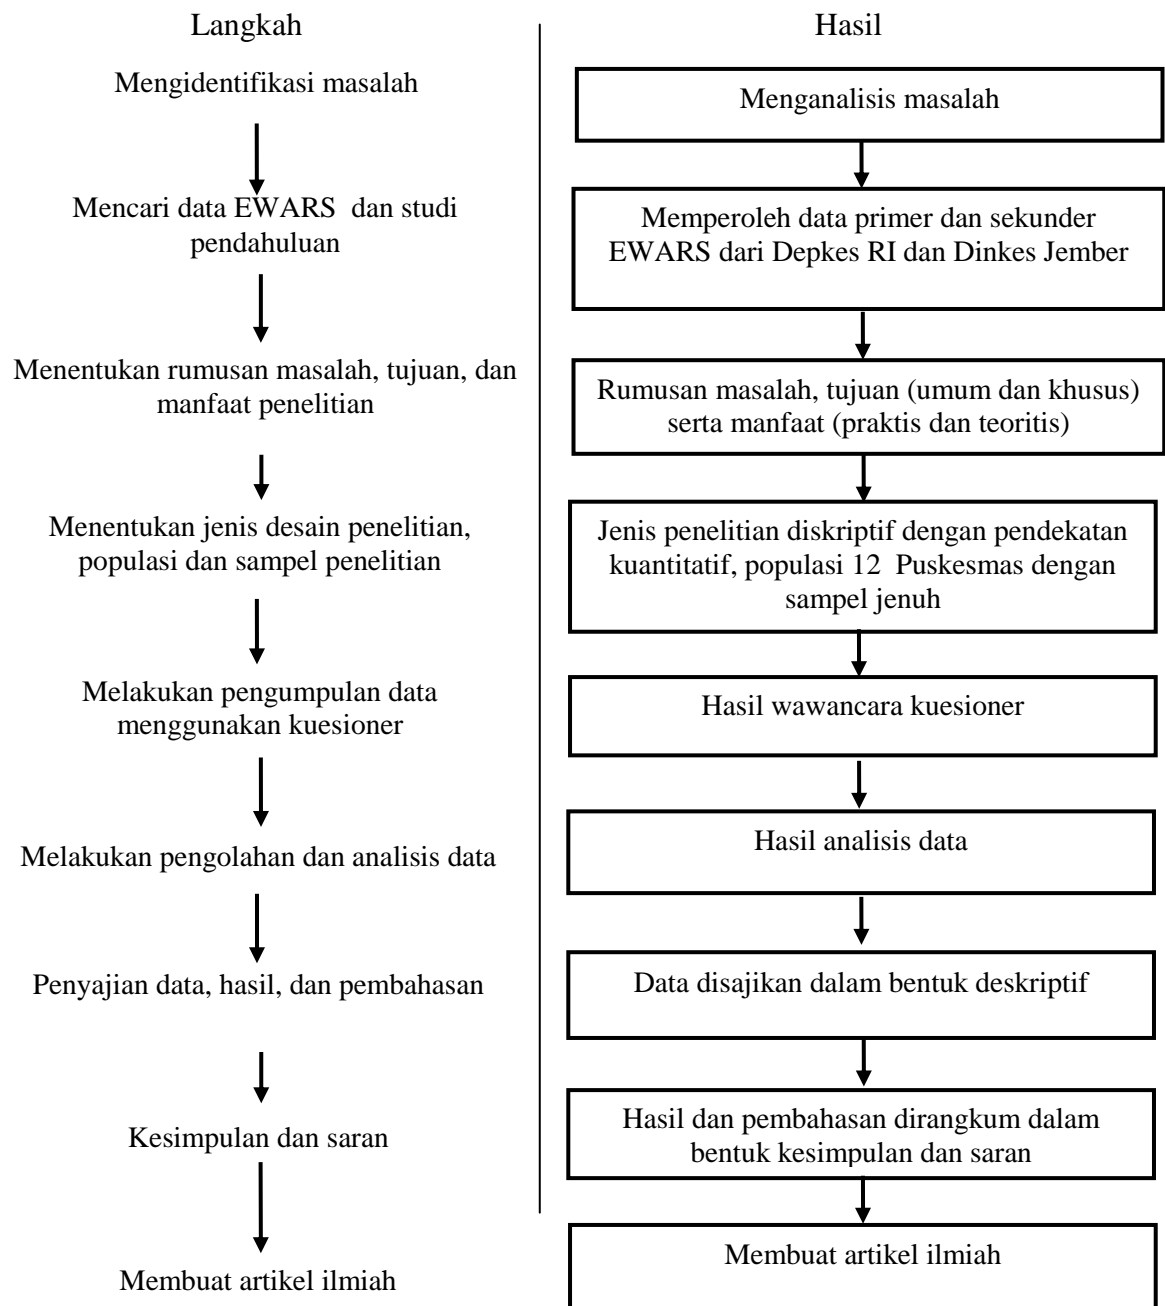 Langkah
Hasil
Mengidentifikasi masalah
Menganalisis masalah
Mencari data EWARS dan studi
pendahuluan
Memperoleh data primer dan sekunder
EWARS dari Depkes RI dan Dinkes Jember
Menentukan rumusan masalah, tujuan, dan
manfaat penelitian
Rumusan masalah, tujuan (umum dan khusus)
serta manfaat (praktis dan teoritis)
Menentukan jenis desain penelitian,
populasi dan sampel penelitian
Jenis penelitian diskriptif dengan pendekatan
kuantitatif, populasi 12 Puskesmas dengan
sampel jenuh
Melakukan pengumpulan data
menggunakan kuesioner
Hasil wawancara kuesioner
Melakukan pengolahan dan analisis data
Hasil analisis data
Penyajian data, hasil, dan pembahasan
Data disajikan dalam bentuk deskriptif
Kesimpulan dan saran
Hasil dan pembahasan dirangkum dalam
bentuk kesimpulan dan saran
Membuat artikel ilmiah
Membuat artikel ilmiah